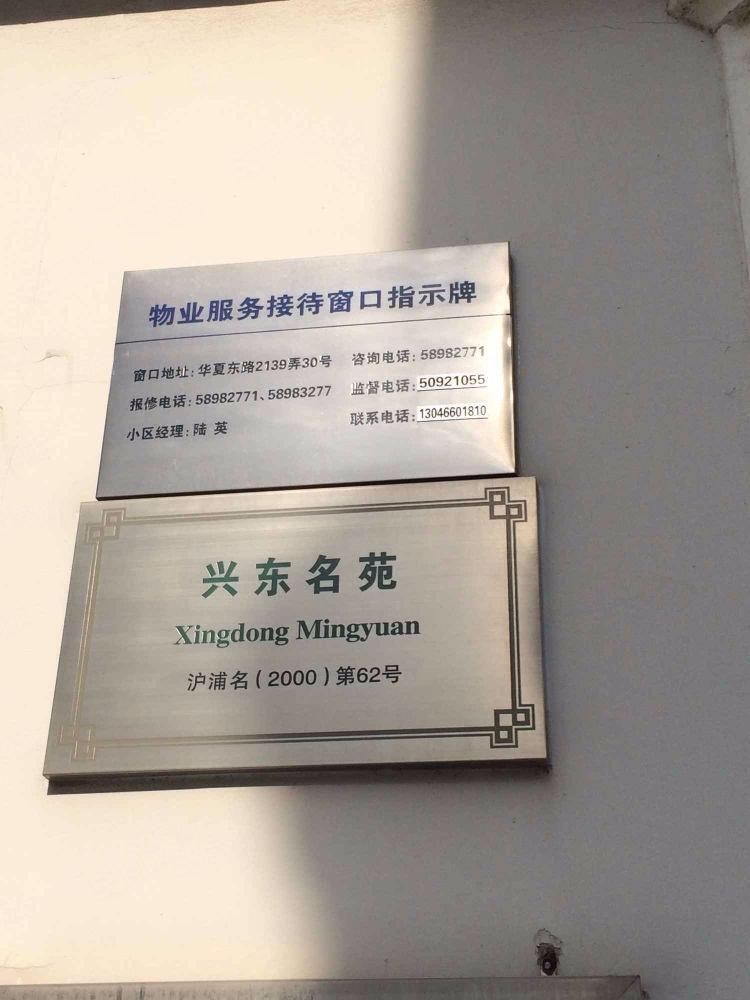 物业服务接待窗口指示牌
窗口地址:华夏东路2139弄30号 咨询电话:58982771
报修电话:58982771、58983277 监督电话:50921055
小区经理:陆 英 联系电话:13046601810
兴东名苑
Xingdong Mingyuan
沪浦名(2000)第62号